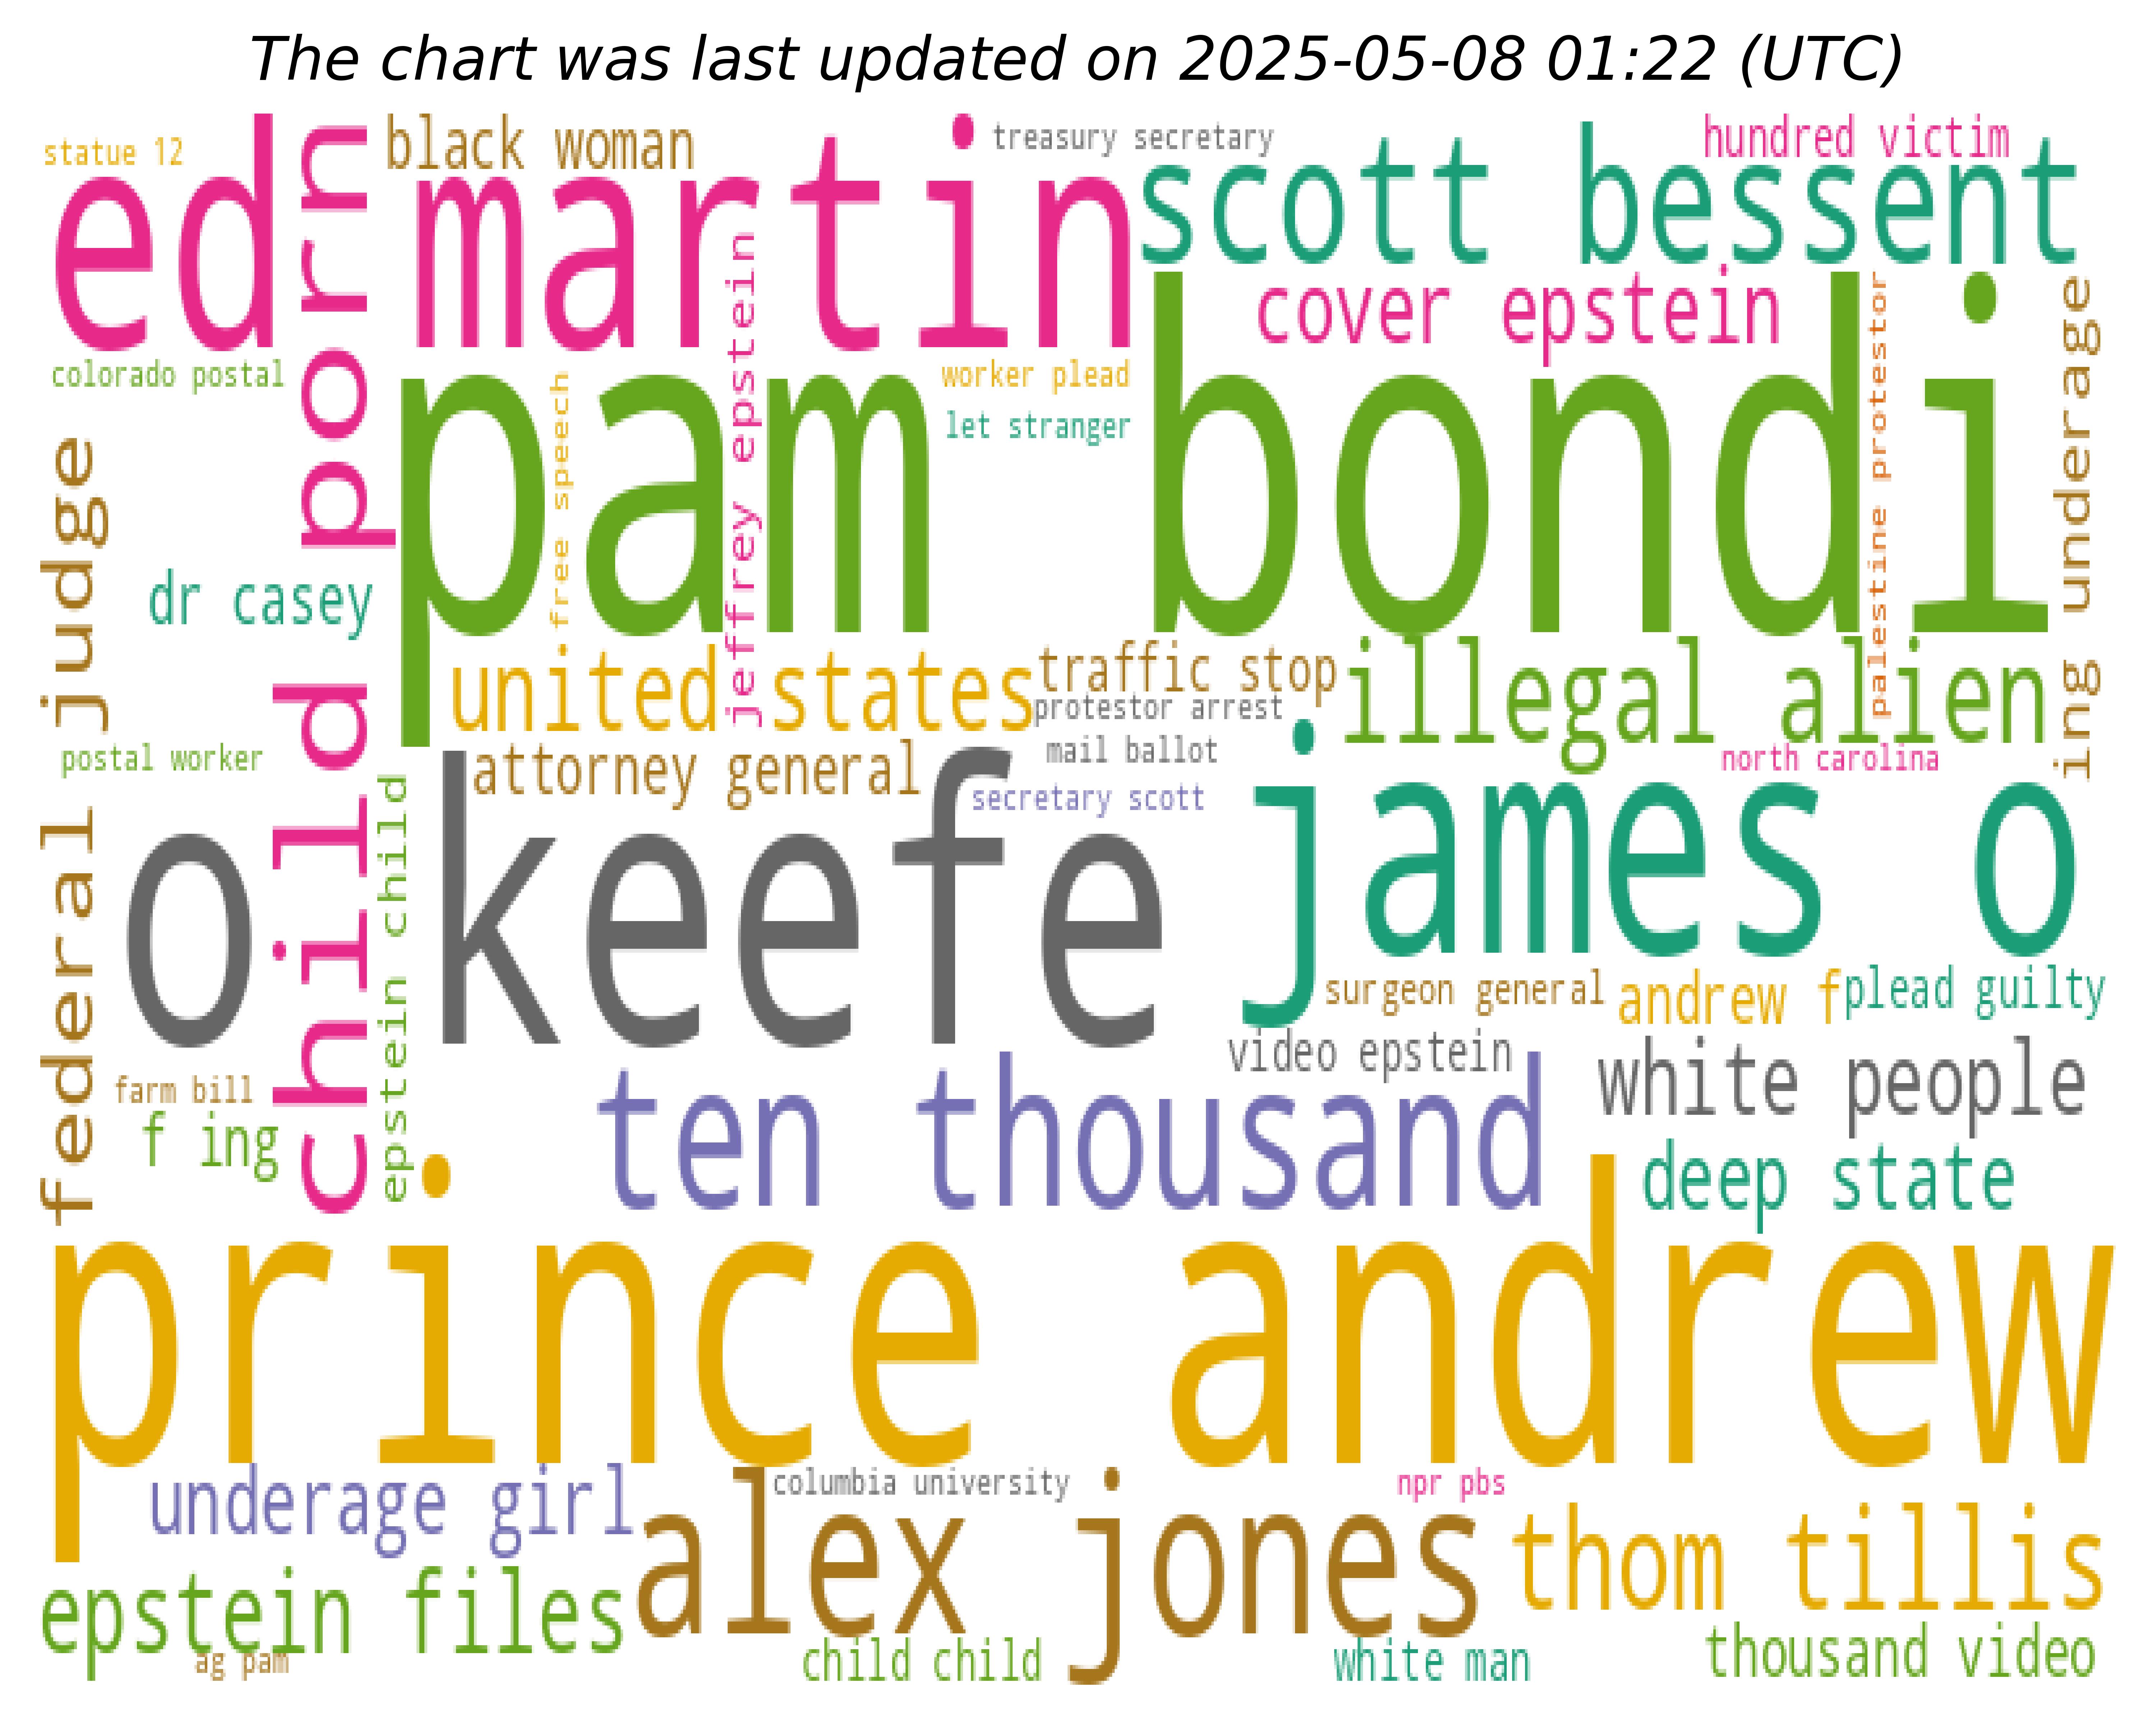 The chart was last updated on 2025-05-08 01:22 (UTC)
statue 12
black woman
treasury secretary
hundred victim
ed martin
scott bessent
child porn
jeffrey epstein
cover epstein
palestine protestor
ing underage
colorado postal
free speech
worker plead
let stranger
pam bondi
federal judge
dr casey
united states
traffic stop
illegal alien
protestor arrest
postal worker
attorney general
mail ballot
north carolina
secretary scott
epstein child
o keefe
james o
surgeon general
andrew f
plead guilty
video epstein
white people
farm bill
f ing
ten thousand
deep state
prince andrew
underage girl
columbia university
npr pbs
alex jones
thom tillis
epstein files
ag pam
child child
white man
thousand video